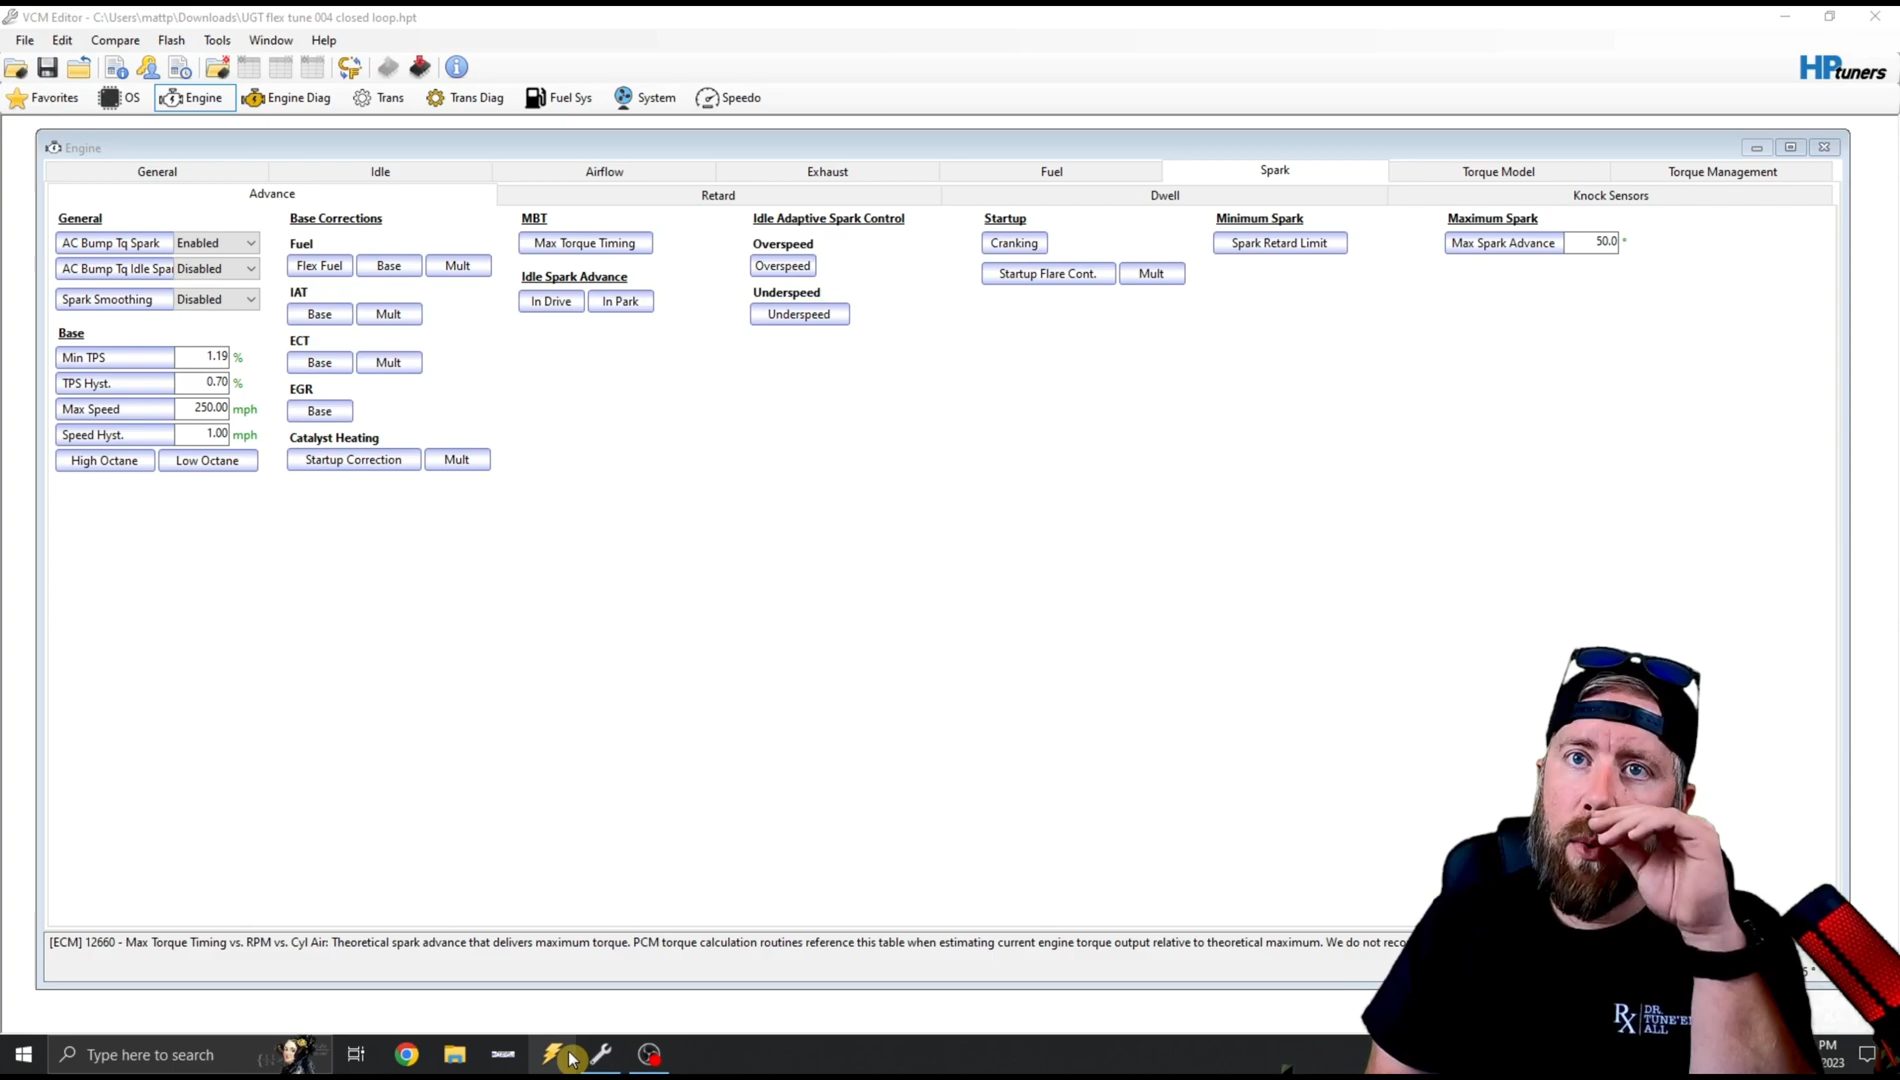 VCM Editor - C:\Users\mattp\Downloads\UGT flex tune 004 closed loop.hpt
File Edit Compare Flash Tools Window Help
HPtuners
Favorites OS Engine Engine Diag Trans Trans Diag Fuel Sys System Speedo
Engine
General Idle Airflow Exhaust Fuel Spark Torque Model Torque Management
Advance Retard Dwell Knock Sensors
General
AC Bump Tq Spark Enabled
AC Bump Tq Idle Spar Disabled
Spark Smoothing Disabled
Base
Min TPS 1.19 %
TPS Hyst. 0.70 %
Max Speed 250.00 mph
Speed Hyst. 1.00 mph
High Octane Low Octane
Base Corrections
Fuel
Flex Fuel Base Mult
IAT
Base Mult
ECT
Base Mult
EGR
Base
Catalyst Heating
Startup Correction Mult
MBT
Max Torque Timing
Idle Spark Advance
In Drive In Park
Idle Adaptive Spark Control
Overspeed
Overspeed
Underspeed
Underspeed
Startup
Cranking
Startup Flare Cont. Mult
Minimum Spark
Spark Retard Limit
Maximum Spark
Max Spark Advance 50.0 °
[ECM] 12660 - Max Torque Timing vs. RPM vs. Cyl Air: Theoretical spark advance that delivers maximum torque. PCM torque calculation routines reference this table when estimating current engine torque output relative to theoretical maximum. We do not reco
RX DR. TUNE'E ALL
Type here to search
PM
2023